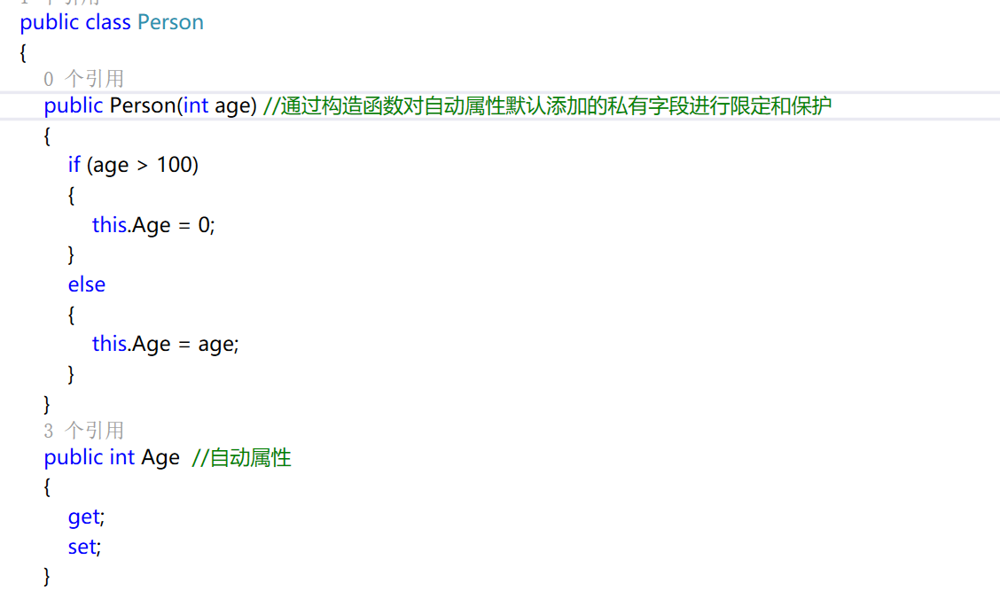 public class Person
{
0 个引用
public Person(int age) //通过构造函数对自动属性默认添加的私有字段进行限定和保护
{
if (age > 100)
{
this.Age = 0;
}
else
{
this.Age = age;
}
}
3 个引用
public int Age //自动属性
{
get;
set;
}